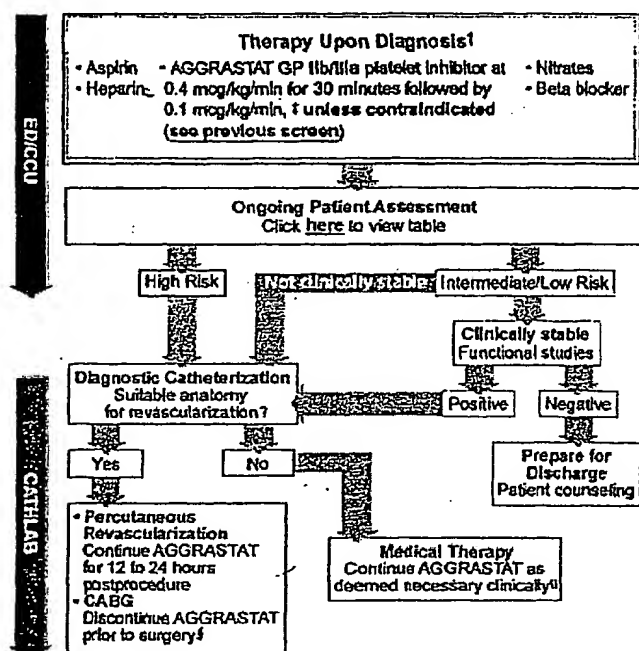 Therapy Upon Diagnosis†
• Aspirin
• Heparin
• AGGRASTAT GP IIb/IIIa platelet inhibitor at
0.4 mcg/kg/min for 30 minutes followed by
0.1 mcg/kg/min, ‡ unless contraindicated
(see previous screen)
• Nitrates
• Beta blocker
ED/CCU
Ongoing Patient Assessment
Click here to view table
High Risk
Not clinically stable
Intermediate/Low Risk
Clinically stable
Functional studies
Diagnostic Catheterization
Suitable anatomy
for revascularization?
Positive
Negative
Yes
No
Prepare for
Discharge
Patient counseling
CATHLAB
• Percutaneous
Revascularization
Continue AGGRASTAT
for 12 to 24 hours
postprocedure
• CABG
Discontinue AGGRASTAT
prior to surgery§
Medical Therapy
Continue AGGRASTAT as
deemed necessary clinically